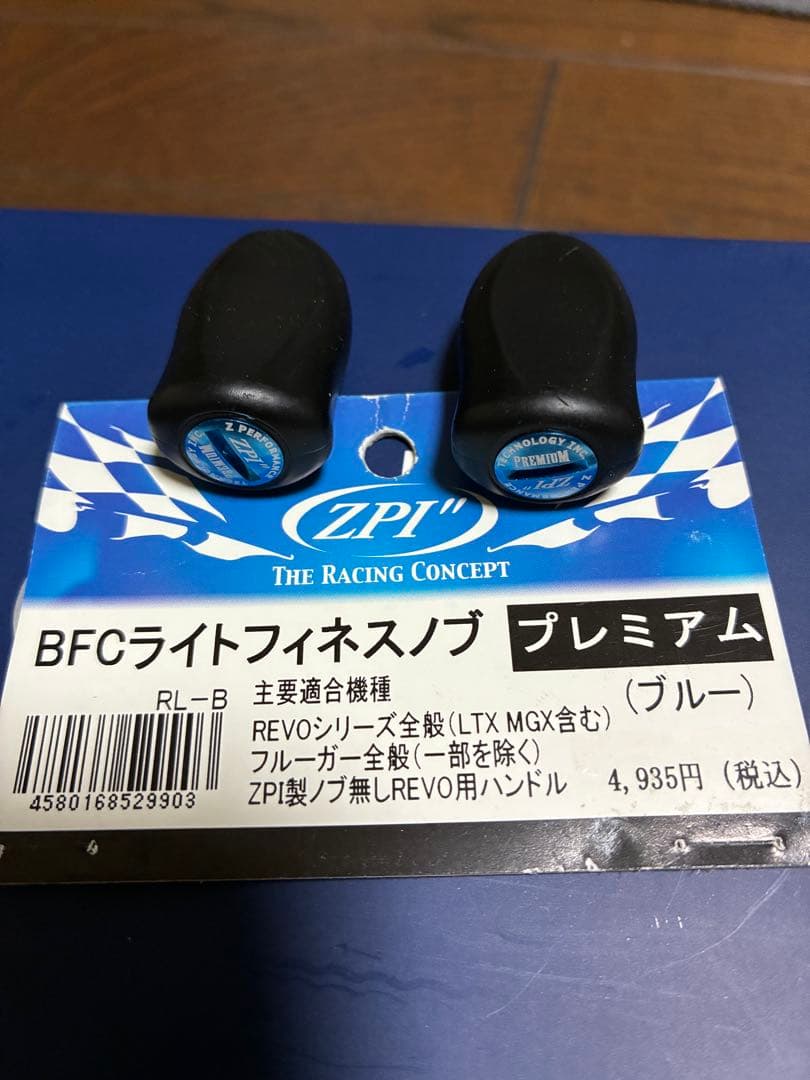 Z PERFORMANCE
ZPI"
TECHNOLOGY INC.
PREMIUM
ZPI"
ZPI"
THE RACING CONCEPT
BFCライトフィネスノブ プレミアム
RL-B 主要適合機種 (ブルー)
REVOシリーズ全般(LTX MGX含む)
フルーガー全般(一部を除く)
ZPI製ノブ無しREVO用ハンドル 4,935円 (税込)
4580168529903